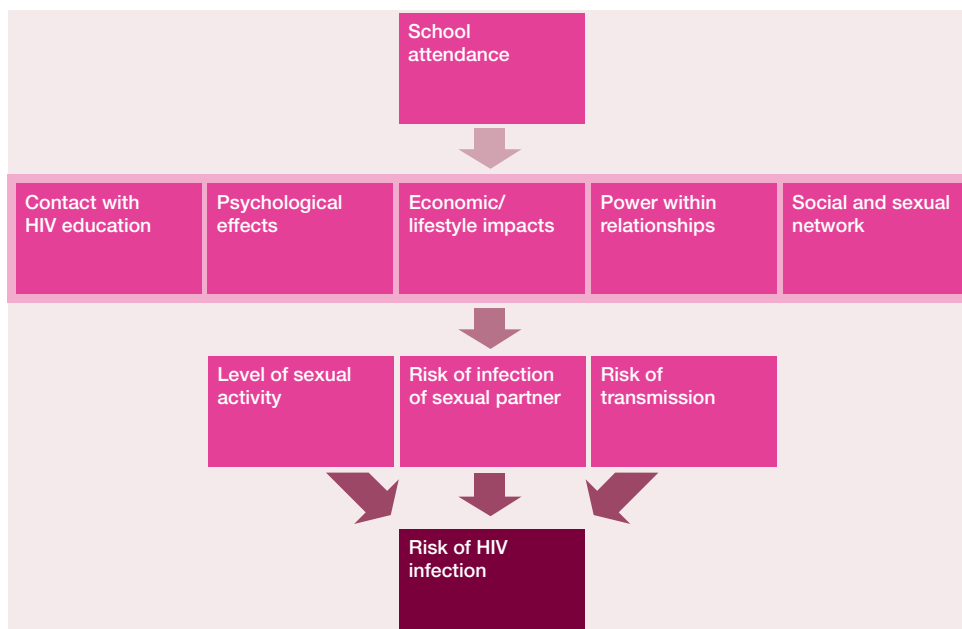 School
attendance
Contact with
HIV education
Psychological
effects
Economic/
lifestyle impacts
Power within
relationships
Social and sexual
network
Level of sexual
activity
Risk of infection
of sexual partner
Risk of
transmission
Risk of HIV
infection